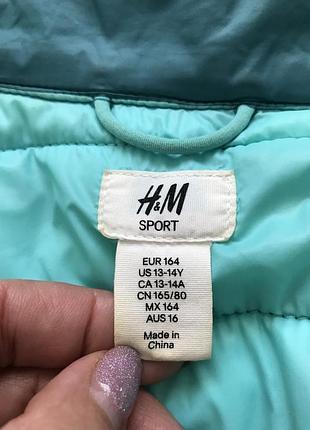 H&M
SPORT
EUR 164
US 13-14Y
CA 13-14A
CN 165/80
MX 164
AUS 16
Made in
China